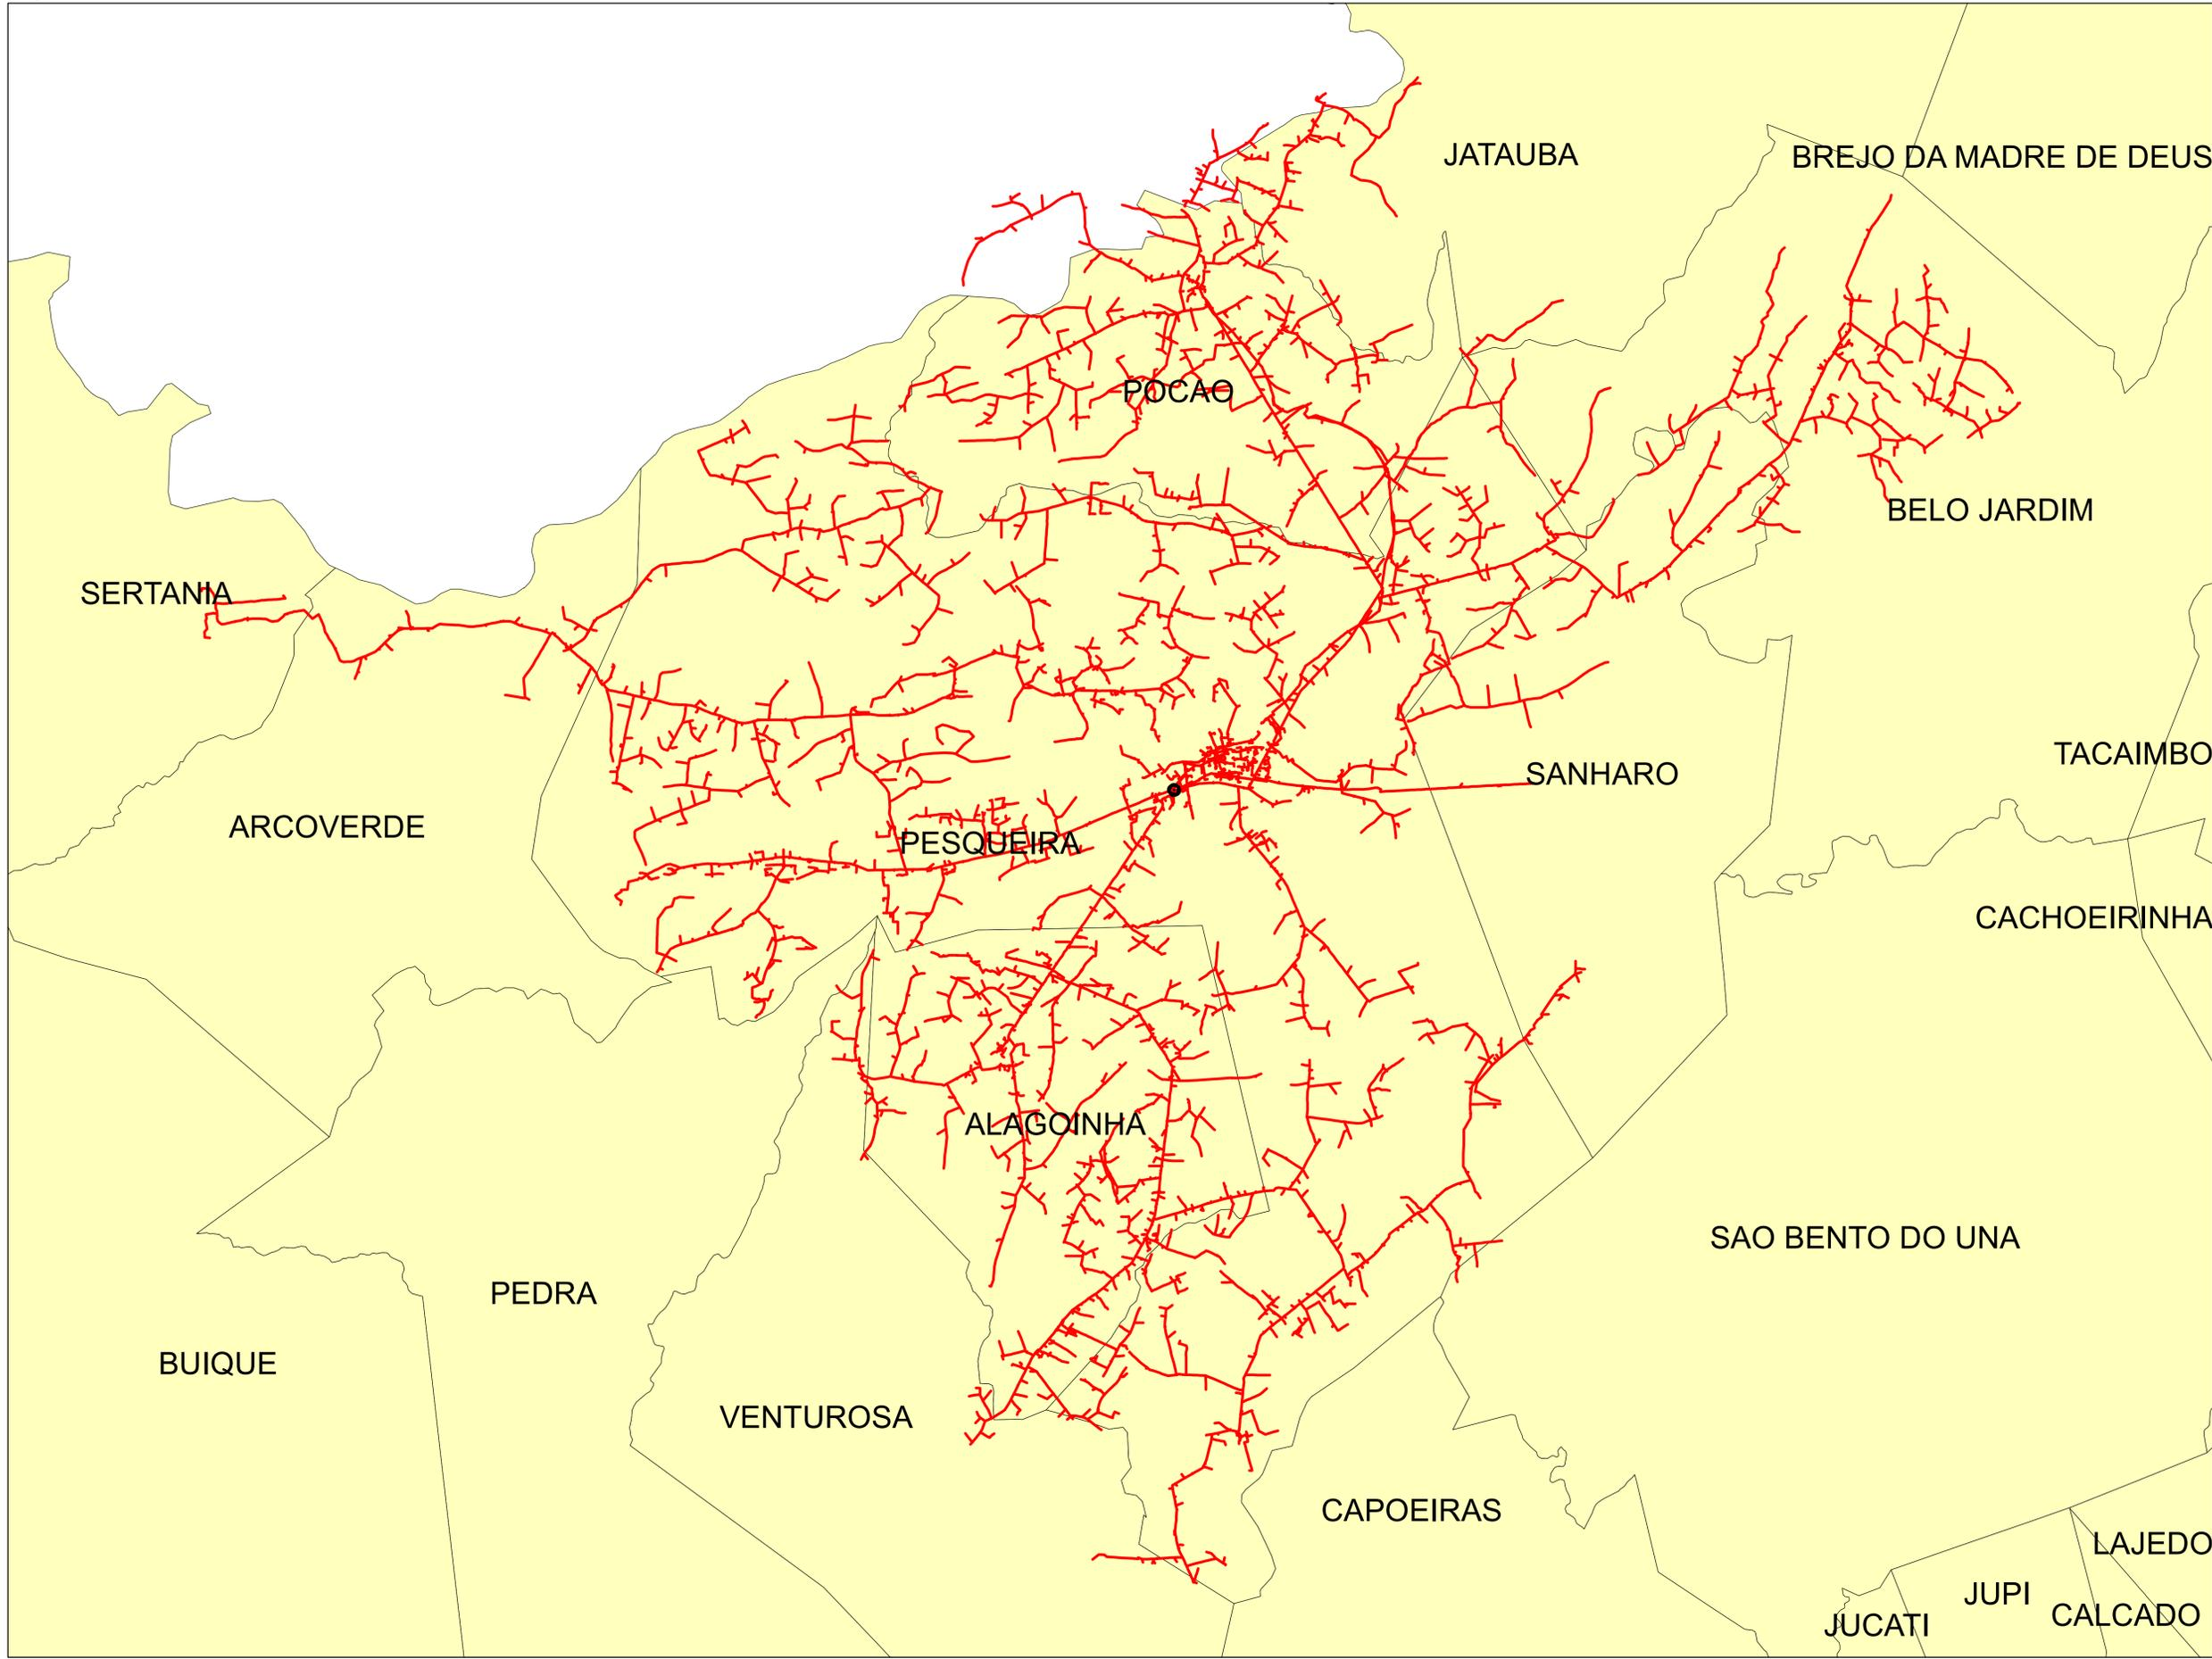 JATAUBA
BREJO DA MADRE DE DEUS
POCAO
BELO JARDIM
SERTANIA
TACAIMBO
SANHARO
ARCOVERDE
PESQUEIRA
CACHOEIRINHA
ALAGOINHA
SAO BENTO DO UNA
PEDRA
BUIQUE
VENTUROSA
CAPOEIRAS
LAJEDO
JUPI
CALCADO
JUCATI